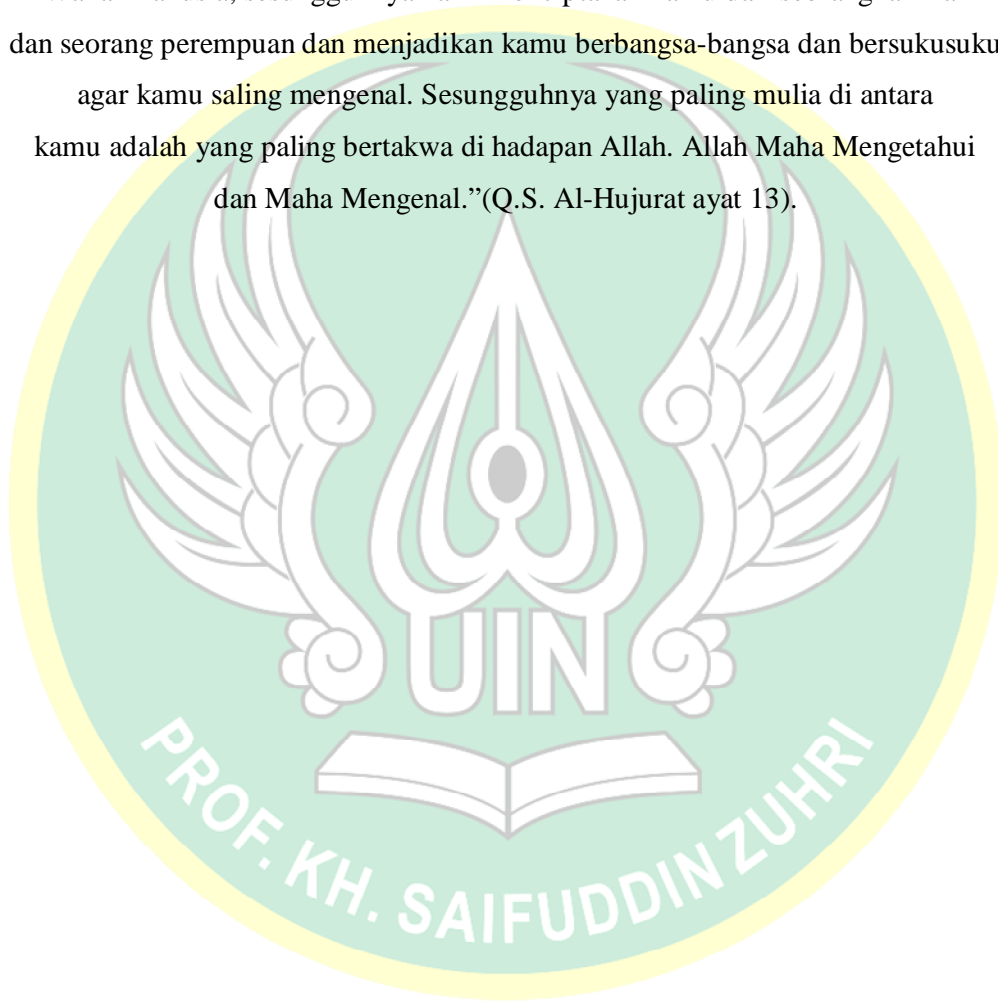 dan seorang perempuan dan menjadikan kamu berbangsa-bangsa dan bersukusuku
agar kamu saling mengenal. Sesungguhnya yang paling mulia di antara
kamu adalah yang paling bertakwa di hadapan Allah. Allah Maha Mengetahui
dan Maha Mengenal.”(Q.S. Al-Hujurat ayat 13).
UIN
PROF. KH. SAIFUDDIN ZUHRI